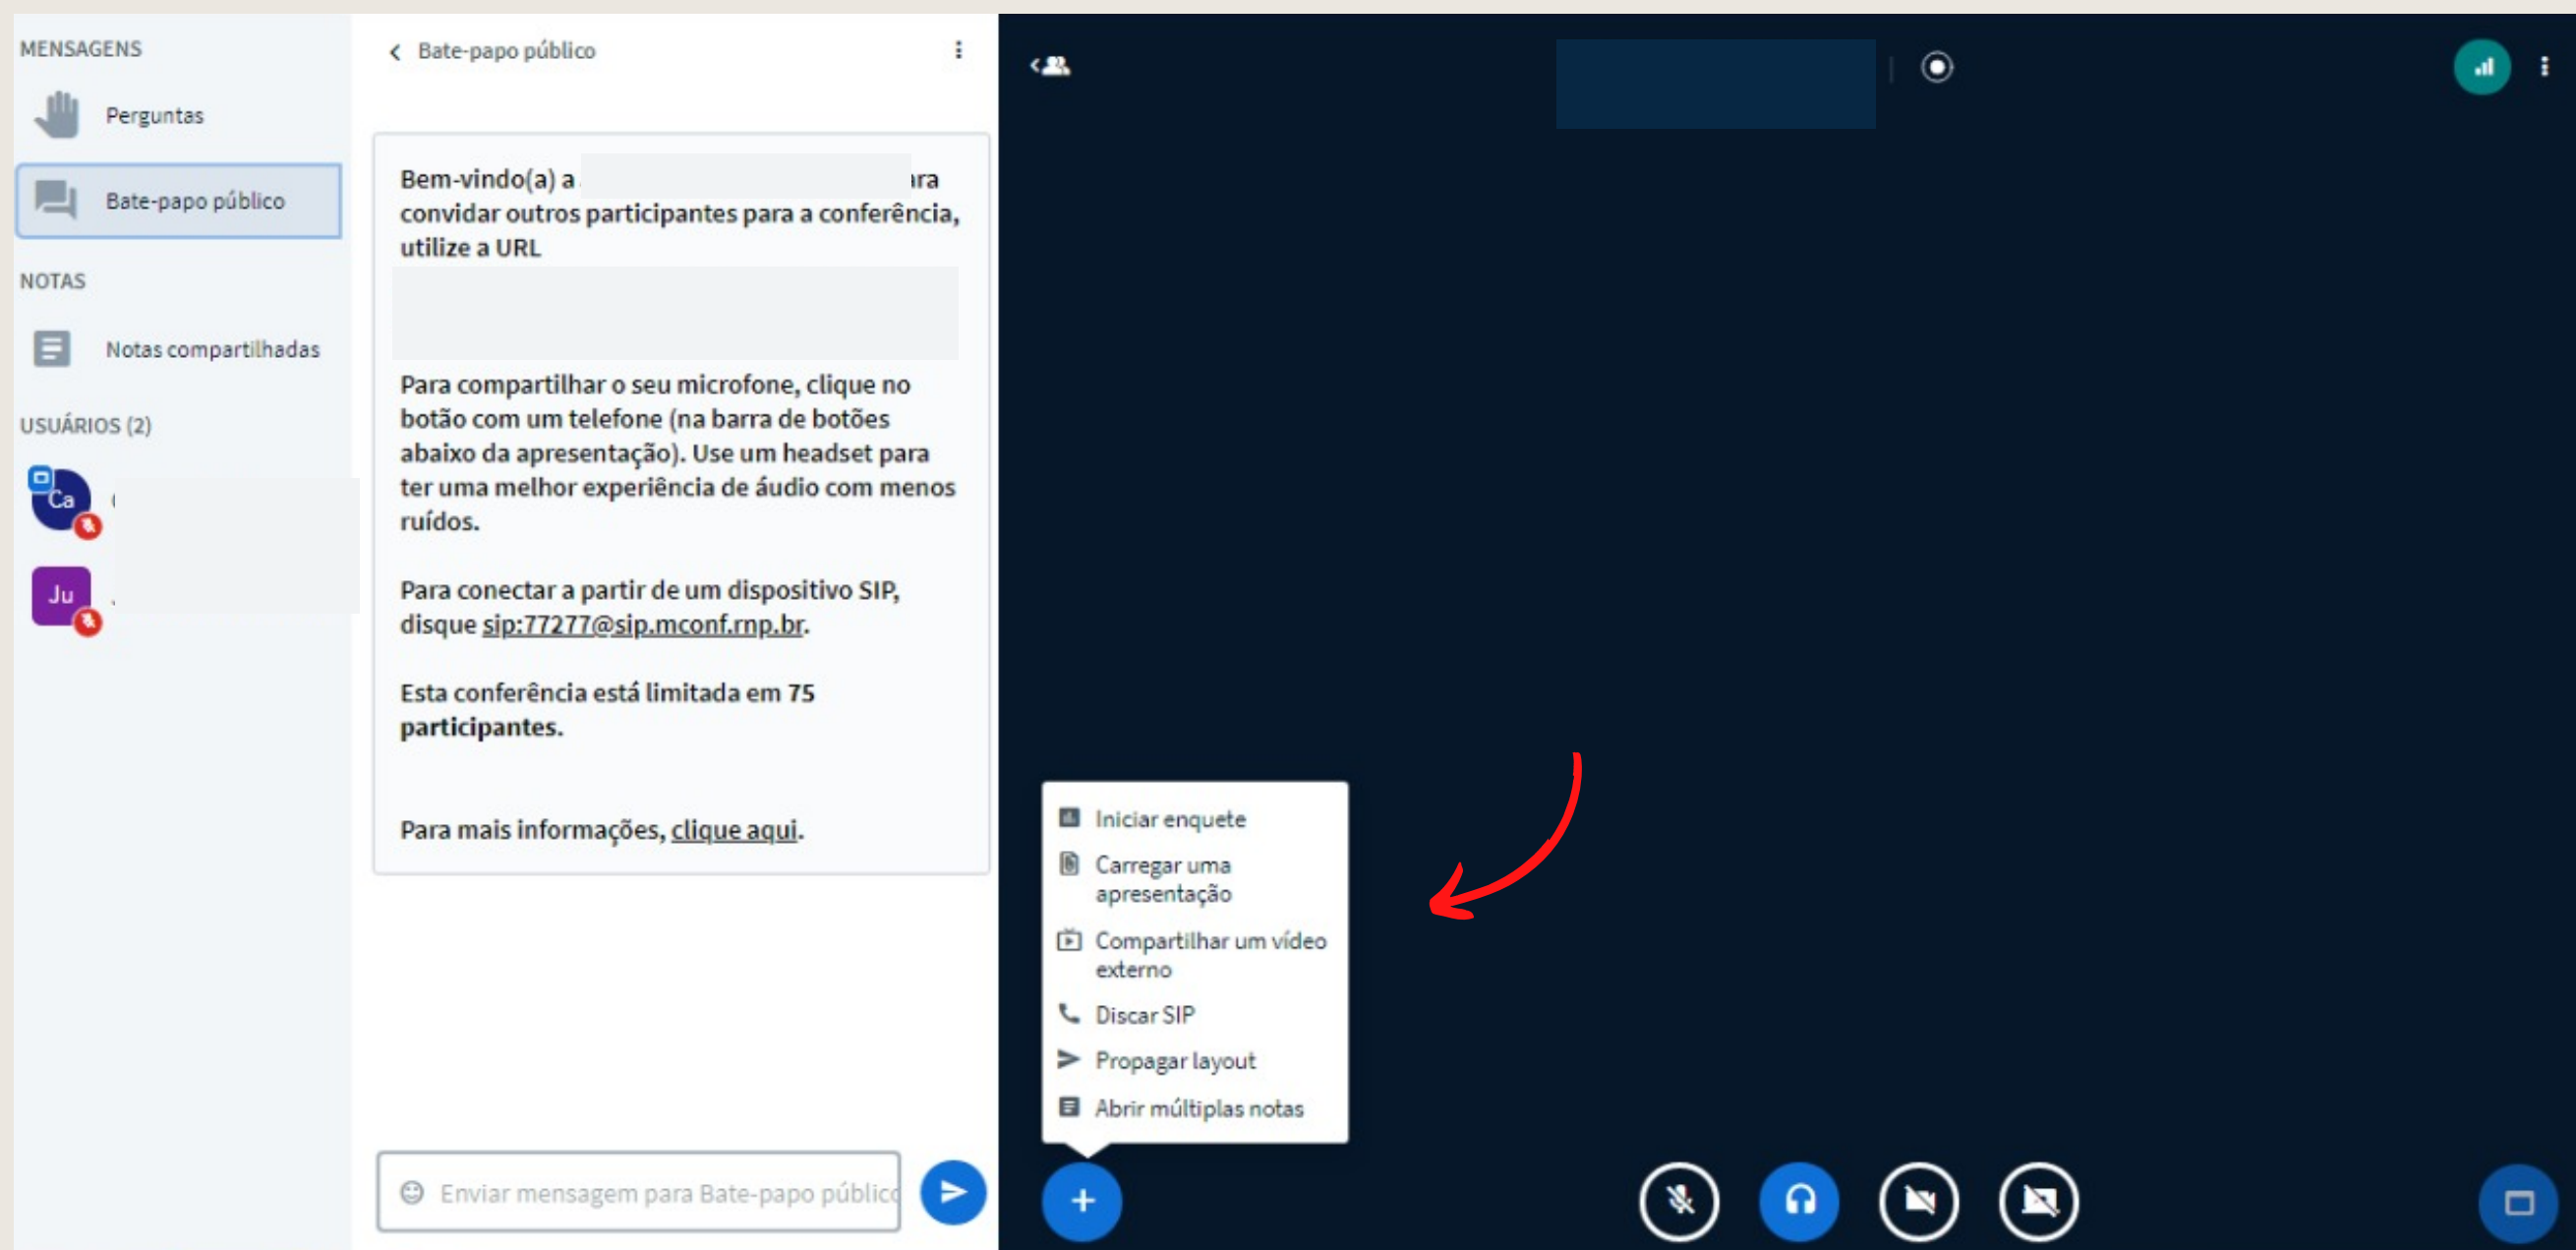 MENSAGENS
Perguntas
Bate-papo público
NOTAS
Notas compartilhadas
USUÁRIOS (2)
Ca
Ju
Bate-papo público
Bem-vindo(a) a
convidar outros participantes para a conferência,
utilize a URL
Para compartilhar o seu microfone, clique no
botão com um telefone (na barra de botões
abaixo da apresentação). Use um headset para
ter uma melhor experiência de áudio com menos
ruídos.
Para conectar a partir de um dispositivo SIP,
disque sip:77277@sip.mconf.rnp.br.
Esta conferência está limitada em 75
participantes.
Para mais informações, clique aqui.
Enviar mensagem para Bate-papo público
Iniciar enquete
Carregar uma
apresentação
Compartilhar um vídeo
externo
Discar SIP
Propagar layout
Abrir múltiplas notas